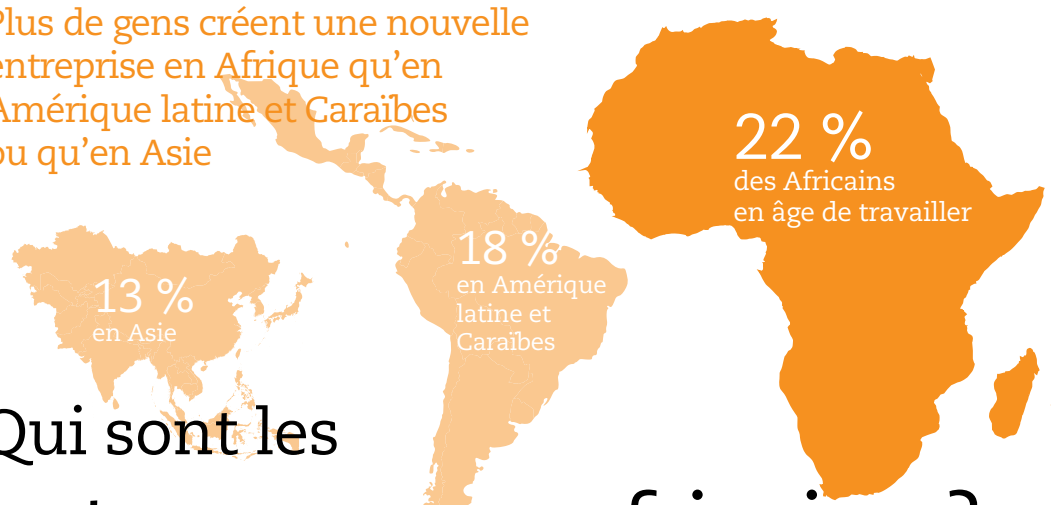 Plus de gens créent une nouvelle
entreprise en Afrique qu'en
Amérique latine et Caraïbes
ou qu'en Asie
22 %
des Africains
en âge de travailler
18 %
en Amérique
latine et
Caraïbes
13 %
en Asie
Qui sont les